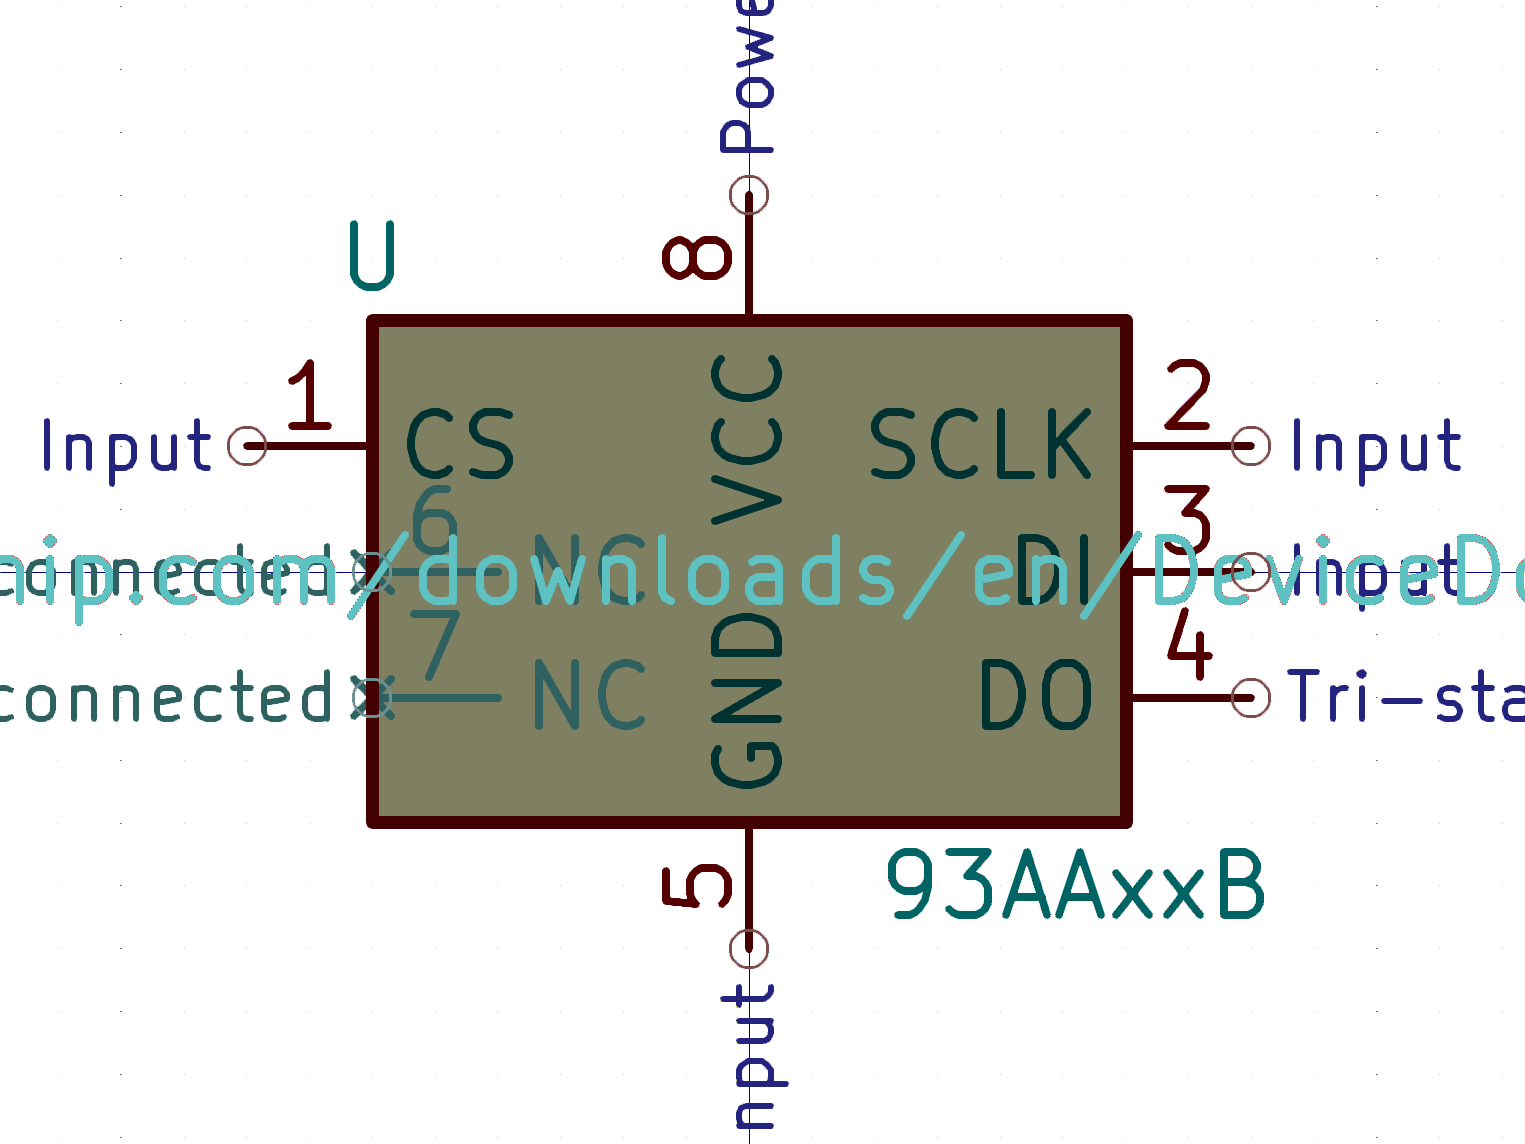 Powe
U
8
1
2
Input
CS
VCC
SCLK
Input
6
3
connected
NC
DI
Input
ip.com/downloads/en/DeviceDo
7
GND
4
connected
NC
DO
Tri-sta
5
93AAxxB
nput